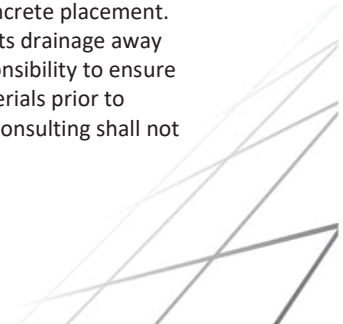 ncrete placement.
ts drainage away
onsibility to ensure
erials prior to
onsulting shall not